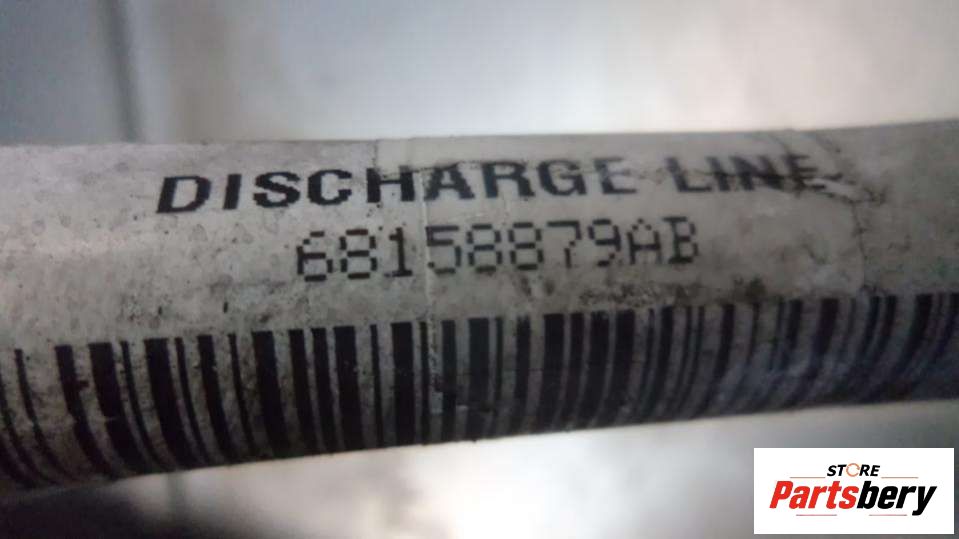 DISCHARGE LINE
68158879AB
STORE
Partsbery